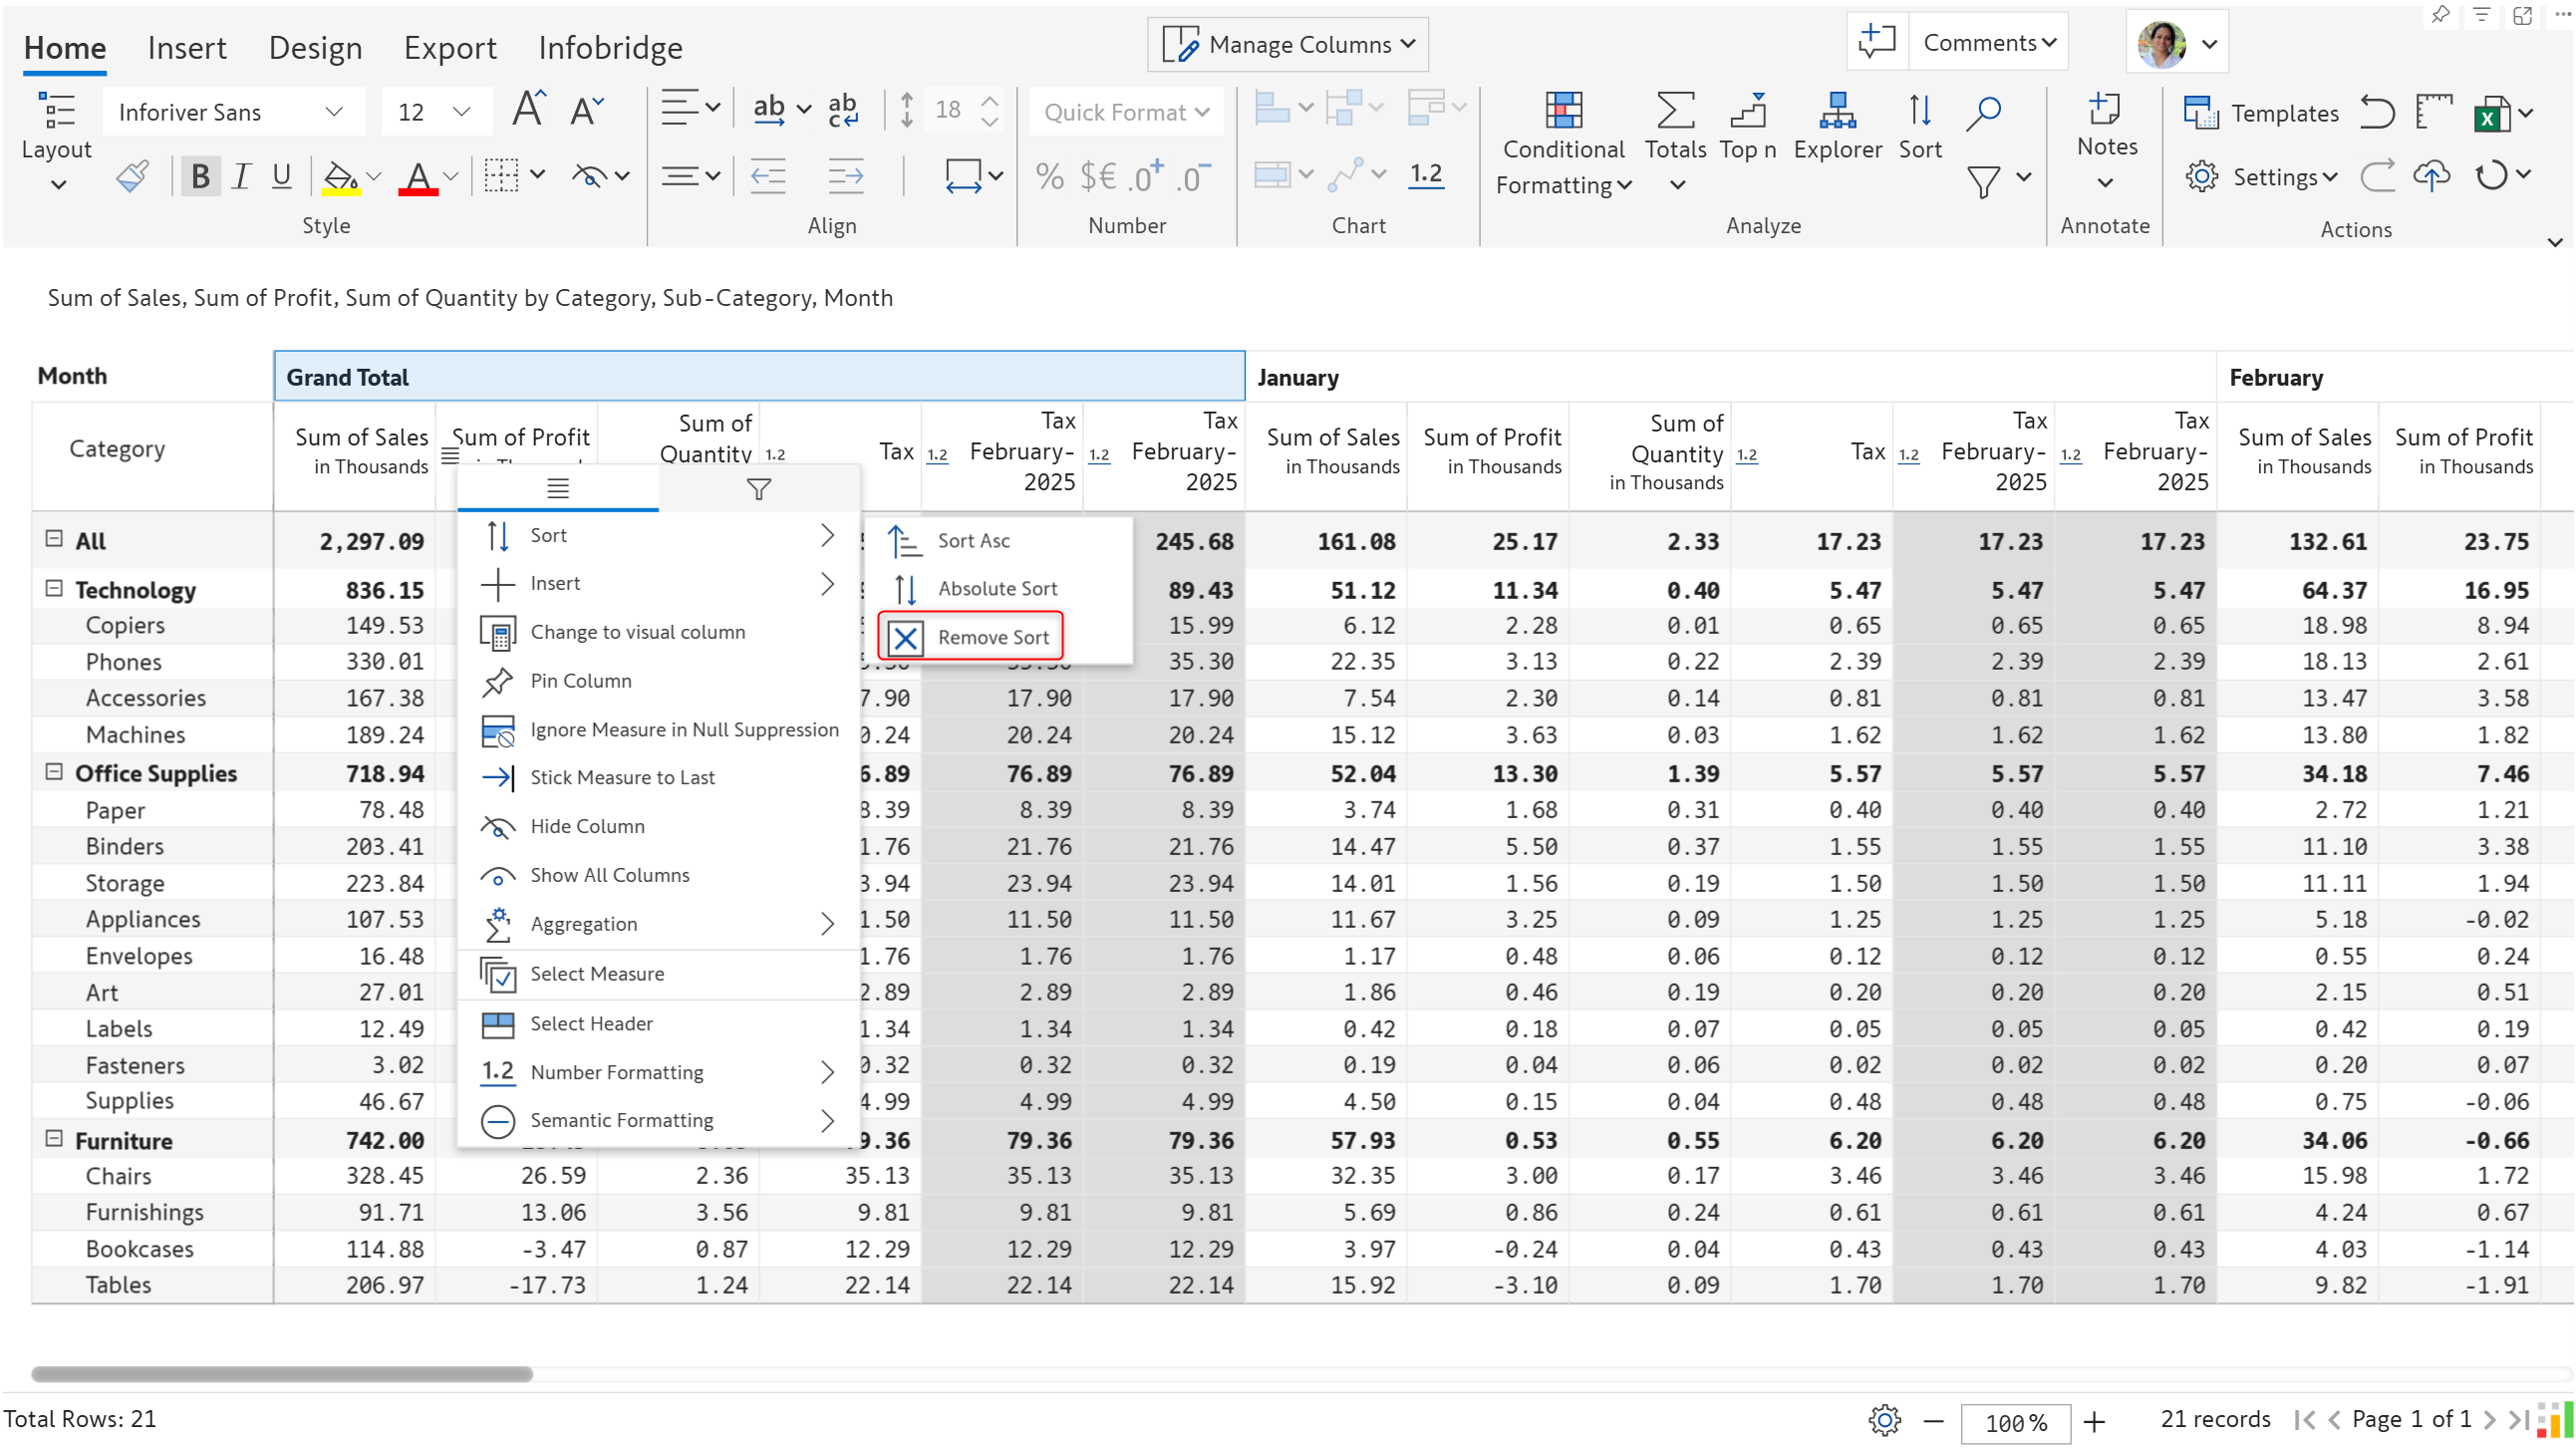 Home Insert Design Export Infobridge Manage Columns Comments
Inforiver Sans 12 ab ab c 18 Quick Format Templates
Layout Conditional Formatting Totals Top n Explorer Sort Notes
B I U A % $€ .0+ .0- 1.2 Settings
Style Align Number Chart Analyze Annotate Actions
Sum of Sales, Sum of Profit, Sum of Quantity by Category, Sub-Category, Month
Month Grand Total January February
Category Sum of Sales in Thousands Sum of Profit Sum of Quantity 1.2 Tax 1.2 Tax February-2025 1.2 Tax February-2025 Sum of Sales in Thousands Sum of Profit in Thousands Sum of Quantity in Thousands 1.2 Tax 1.2 Tax February-2025 1.2 Tax February-2025 Sum of Sales in Thousands Sum of Profit in Thousands
All 2,297.09 245.68 161.08 25.17 2.33 17.23 17.23 17.23 132.61 23.75
Technology 836.15 89.43 51.12 11.34 0.40 5.47 5.47 5.47 64.37 16.95
Copiers 149.53 15.99 6.12 2.28 0.01 0.65 0.65 0.65 18.98 8.94
Phones 330.01 35.30 22.35 3.13 0.22 2.39 2.39 2.39 18.13 2.61
Accessories 167.38 7.90 17.90 17.90 7.54 2.30 0.14 0.81 0.81 0.81 13.47 3.58
Machines 189.24 0.24 20.24 20.24 15.12 3.63 0.03 1.62 1.62 1.62 13.80 1.82
Office Supplies 718.94 6.89 76.89 76.89 52.04 13.30 1.39 5.57 5.57 5.57 34.18 7.46
Paper 78.48 8.39 8.39 8.39 3.74 1.68 0.31 0.40 0.40 0.40 2.72 1.21
Binders 203.41 1.76 21.76 21.76 14.47 5.50 0.37 1.55 1.55 1.55 11.10 3.38
Storage 223.84 3.94 23.94 23.94 14.01 1.56 0.19 1.50 1.50 1.50 11.11 1.94
Appliances 107.53 1.50 11.50 11.50 11.67 3.25 0.09 1.25 1.25 1.25 5.18 -0.02
Envelopes 16.48 1.76 1.76 1.76 1.17 0.48 0.06 0.12 0.12 0.12 0.55 0.24
Art 27.01 2.89 2.89 2.89 1.86 0.46 0.19 0.20 0.20 0.20 2.15 0.51
Labels 12.49 1.34 1.34 1.34 0.42 0.18 0.07 0.05 0.05 0.05 0.42 0.19
Fasteners 3.02 0.32 0.32 0.32 0.19 0.04 0.06 0.02 0.02 0.02 0.20 0.07
Supplies 46.67 4.99 4.99 4.99 4.50 0.15 0.04 0.48 0.48 0.48 0.75 -0.06
Furniture 742.00 9.36 79.36 79.36 57.93 0.53 0.55 6.20 6.20 6.20 34.06 -0.66
Chairs 328.45 26.59 2.36 35.13 35.13 35.13 32.35 3.00 0.17 3.46 3.46 3.46 15.98 1.72
Furnishings 91.71 13.06 3.56 9.81 9.81 9.81 5.69 0.86 0.24 0.61 0.61 0.61 4.24 0.67
Bookcases 114.88 -3.47 0.87 12.29 12.29 12.29 3.97 -0.24 0.04 0.43 0.43 0.43 4.03 -1.14
Tables 206.97 -17.73 1.24 22.14 22.14 22.14 15.92 -3.10 0.09 1.70 1.70 1.70 9.82 -1.91
Sort
Insert
Change to visual column
Pin Column
Ignore Measure in Null Suppression
Stick Measure to Last
Hide Column
Show All Columns
Aggregation
Select Measure
Select Header
1.2 Number Formatting
Semantic Formatting
Sort Asc
Absolute Sort
Remove Sort
Total Rows: 21 100% 21 records Page 1 of 1